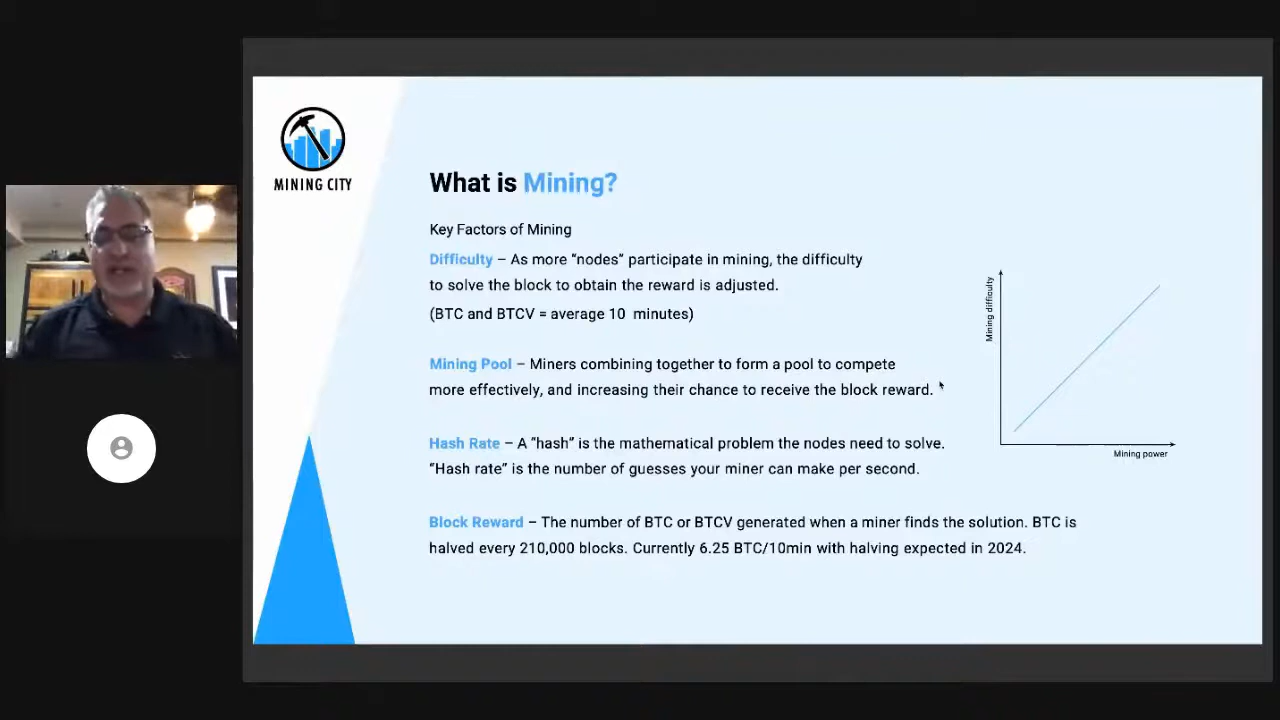 MINING CITY
What is Mining?
Key Factors of Mining
Difficulty – As more “nodes” participate in mining, the difficulty
to solve the block to obtain the reward is adjusted.
(BTC and BTCV = average 10 minutes)
Mining Pool – Miners combining together to form a pool to compete
more effectively, and increasing their chance to receive the block reward.
Hash Rate – A “hash” is the mathematical problem the nodes need to solve.
“Hash rate” is the number of guesses your miner can make per second.
Block Reward – The number of BTC or BTCV generated when a miner finds the solution. BTC is
halved every 210,000 blocks. Currently 6.25 BTC/10min with halving expected in 2024.
Mining difficulty
Mining power